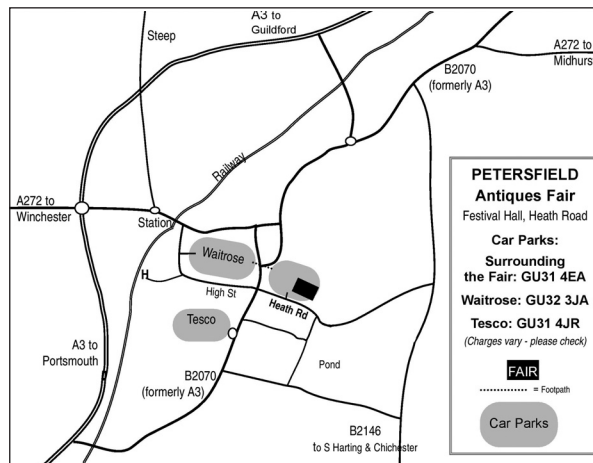 A3 to
Guildford
Steep
A272 to
Midhurs
B2070
(formerly A3)
Railway
A272 to
Winchester
Station
Waitrose
H
High St
Heath Rd
Tesco
A3 to
Portsmouth
Pond
B2070
(formerly A3)
B2146
to S Harting & Chichester
PETERSFIELD
Antiques Fair
Festival Hall, Heath Road
Car Parks:
Surrounding
the Fair: GU31 4EA
Waitrose: GU32 3JA
Tesco: GU31 4JR
(Charges vary - please check)
FAIR
= Footpath
Car Parks